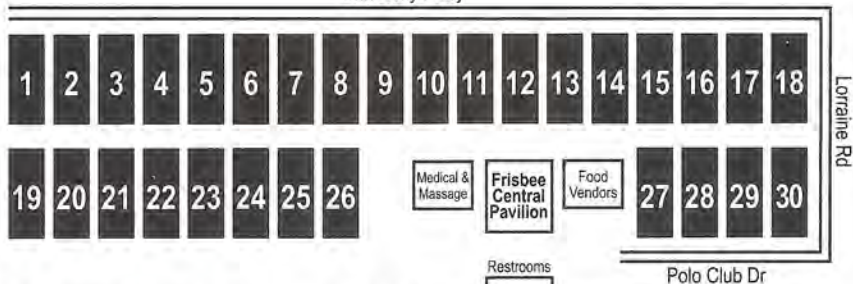 1 2 3 4 5 6 7 8 9 10 11 12 13 14 15 16 17 18
Lorraine Rd
19 20 21 22 23 24 25 26
Medical &
Massage
Frisbee
Central
Pavilion
Food
Vendors
27 28 29 30
Restrooms
Polo Club Dr